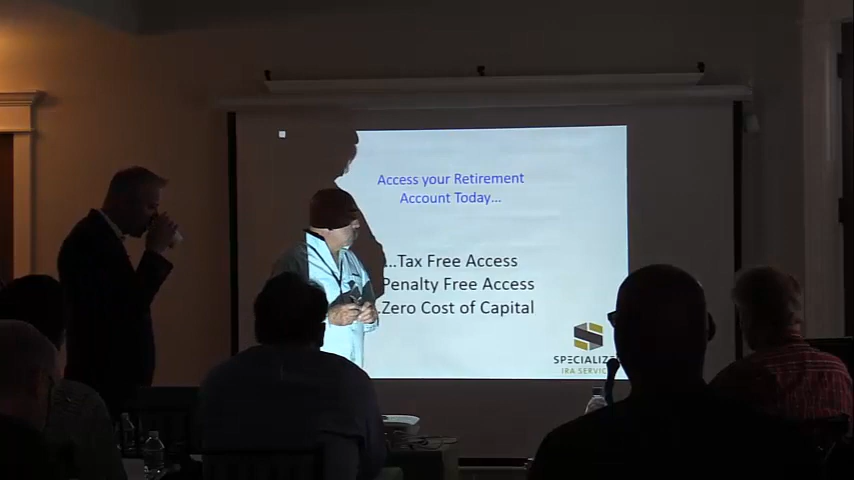 Access your Retirement
Account Today...
...Tax Free Access
Penalty Free Access
.Zero Cost of Capital
SPECIALIZE
IRA SERVIC